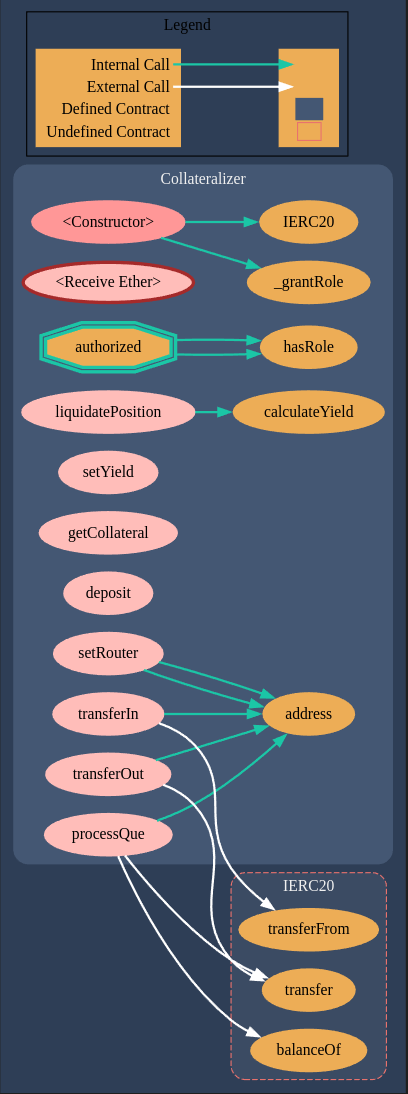 Legend
Internal Call
External Call
Defined Contract
Undefined Contract
Collateralizer
<Constructor>
IERC20
<Receive Ether>
_grantRole
authorized
hasRole
liquidatePosition
calculateYield
setYield
getCollateral
deposit
setRouter
transferIn
address
transferOut
processQue
IERC20
transferFrom
transfer
balanceOf